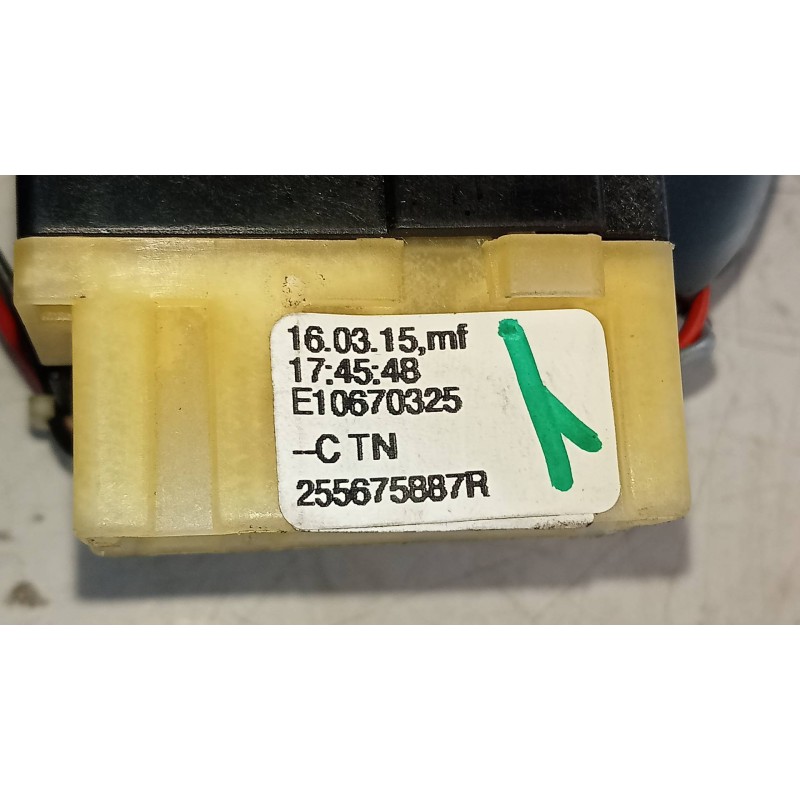 16.03.15,mf
17:45:48
E10670325
–C TN
255675887R